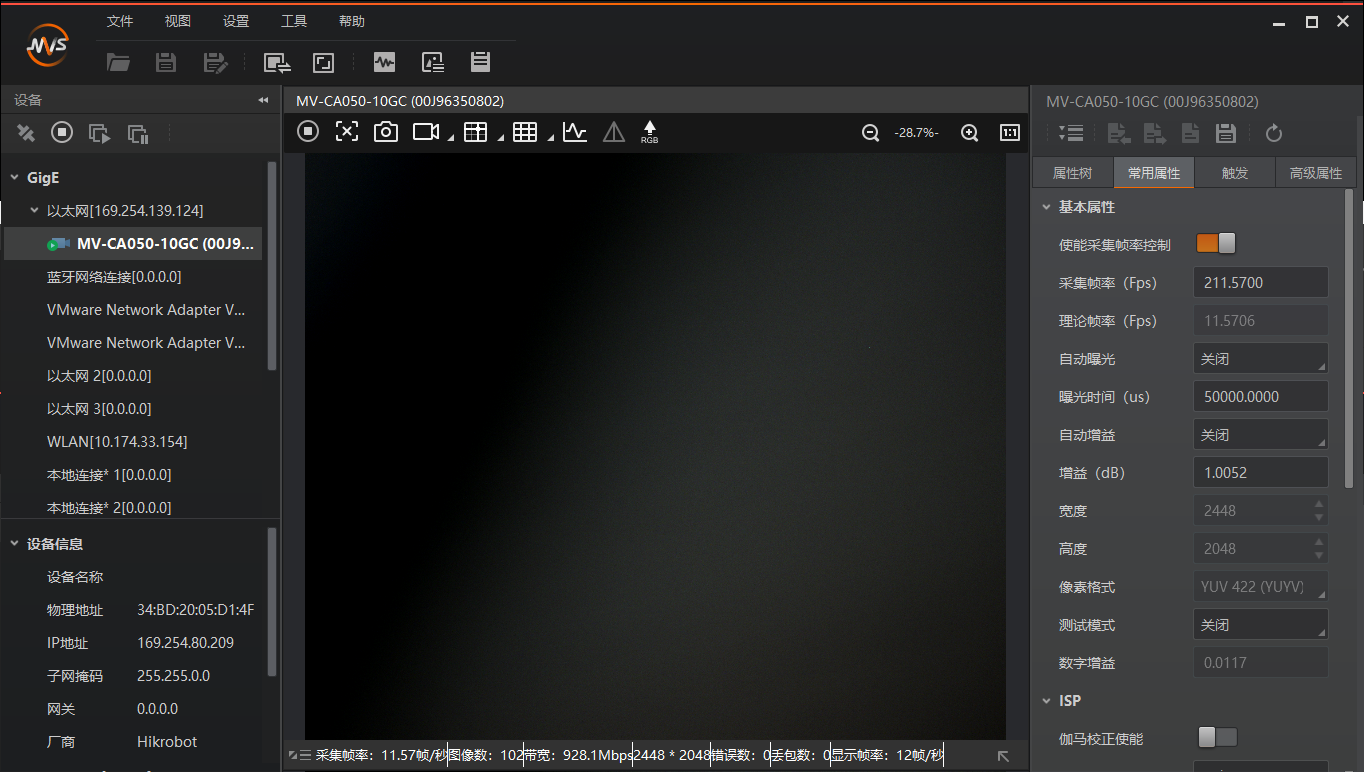 MVS
文件 视图 设置 工具 帮助
设备
GigE
以太网[169.254.139.124]
MV-CA050-10GC (00J9...
蓝牙网络连接[0.0.0.0]
VMware Network Adapter V...
VMware Network Adapter V...
以太网 2[0.0.0.0]
以太网 3[0.0.0.0]
WLAN[10.174.33.154]
本地连接* 1[0.0.0.0]
本地连接* 2[0.0.0.0]
设备信息
设备名称
物理地址 34:BD:20:05:D1:4F
IP地址 169.254.80.209
子网掩码 255.255.0.0
网关 0.0.0.0
厂商 Hikrobot
MV-CA050-10GC (00J96350802)
RGB -28.7%- 1:1
采集帧率：11.57帧/秒 图像数：102 带宽：928.1Mbps 2448 * 2048 错误数：0 丢包数：0 显示帧率：12帧/秒
MV-CA050-10GC (00J96350802)
属性树 常用属性 触发 高级属性
基本属性
使能采集帧率控制
采集帧率（Fps） 211.5700
理论帧率（Fps） 11.5706
自动曝光 关闭
曝光时间（us） 50000.0000
自动增益 关闭
增益（dB） 1.0052
宽度 2448
高度 2048
像素格式 YUV 422 (YUYV)
测试模式 关闭
数字增益 0.0117
ISP
伽马校正使能